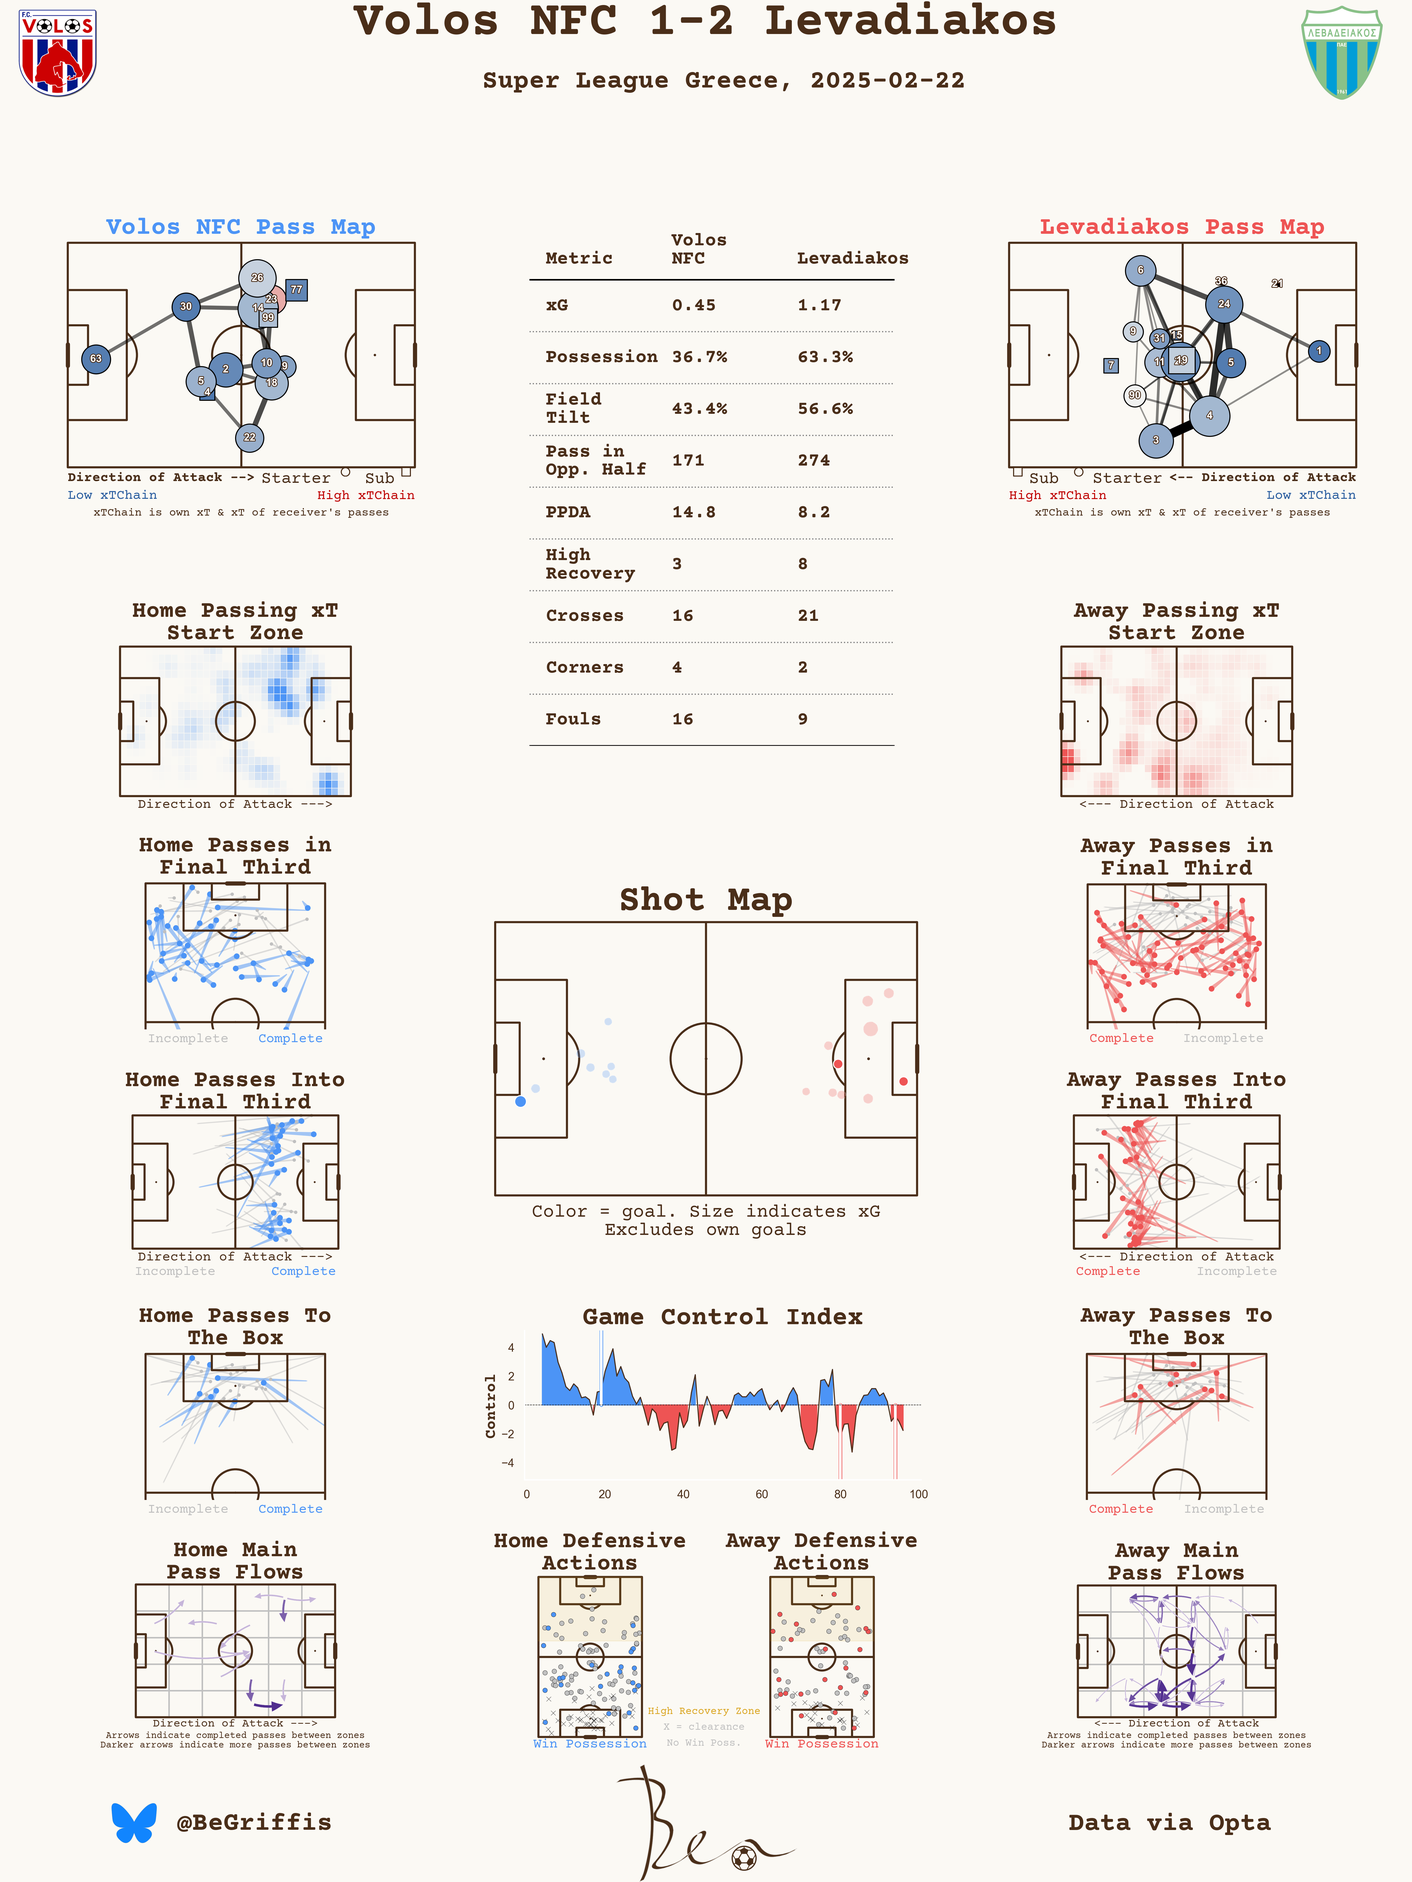 Volos NFC 1-2 Levadiakos
Super League Greece, 2025-02-22
F.C.
VOLOS
ΛΕΒΑΔΕΙΑΚΟΣ
ΠΑΕ
1961
Volos NFC Pass Map
26
77
23
14
99
30
63
10
9
2
18
5
4
22
Direction of Attack --> Starter Sub
Low xTChain High xTChain
xTChain is own xT & xT of receiver's passes
Metric Volos NFC Levadiakos
xG 0.45 1.17
Possession 36.7% 63.3%
Field Tilt 43.4% 56.6%
Pass in Opp. Half 171 274
PPDA 14.8 8.2
High Recovery 3 8
Crosses 16 21
Corners 4 2
Fouls 16 9
Levadiakos Pass Map
6
36
21
24
9
31
15
1
7
11
19
5
90
4
3
Sub Starter <-- Direction of Attack
High xTChain Low xTChain
xTChain is own xT & xT of receiver's passes
Home Passing xT
Start Zone
Direction of Attack --->
Away Passing xT
Start Zone
<--- Direction of Attack
Home Passes in
Final Third
Incomplete Complete
Away Passes in
Final Third
Complete Incomplete
Shot Map
Color = goal. Size indicates xG
Excludes own goals
Home Passes Into
Final Third
Direction of Attack --->
Incomplete Complete
Away Passes Into
Final Third
<--- Direction of Attack
Complete Incomplete
Home Passes To
The Box
Incomplete Complete
Game Control Index
Control
4
2
0
−2
−4
0 20 40 60 80 100
Away Passes To
The Box
Complete Incomplete
Home Main
Pass Flows
Direction of Attack --->
Arrows indicate completed passes between zones
Darker arrows indicate more passes between zones
Home Defensive
Actions
Win Possession
Away Defensive
Actions
Win Possession
High Recovery Zone
X = clearance
No Win Poss.
Away Main
Pass Flows
<--- Direction of Attack
Arrows indicate completed passes between zones
Darker arrows indicate more passes between zones
@BeGriffis
Ben
Data via Opta